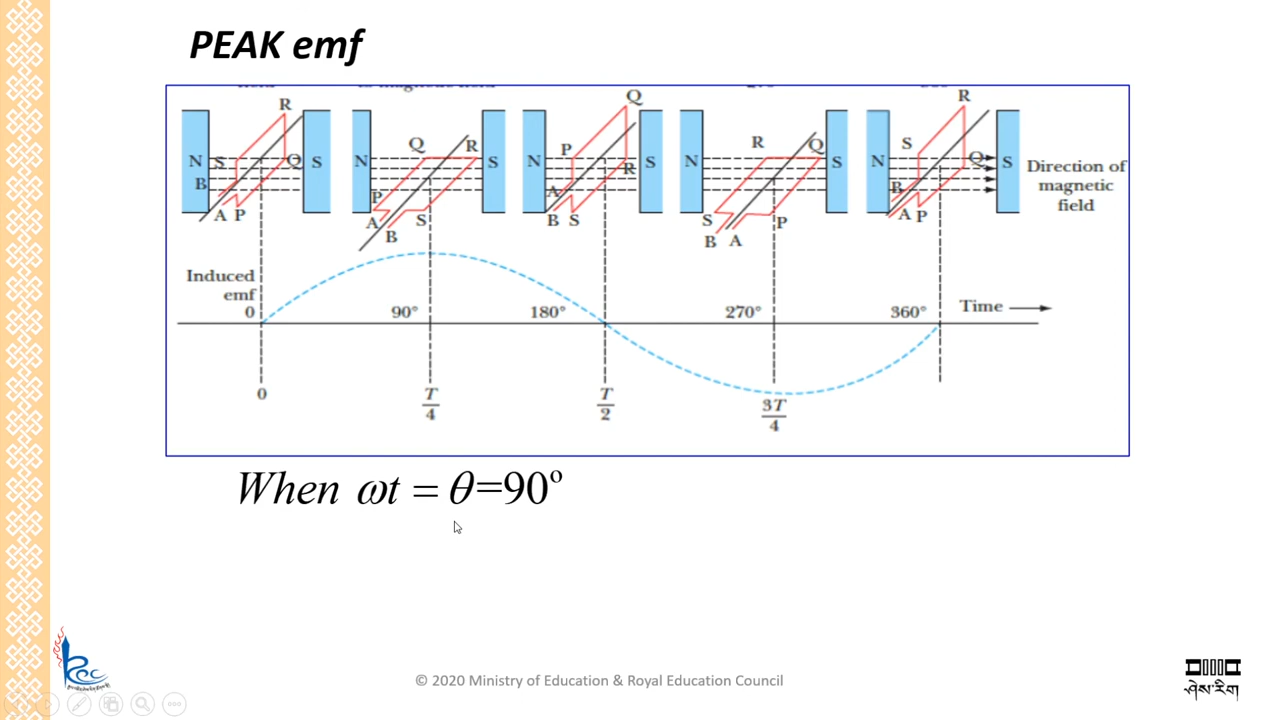 PEAK emf
R
Q
R
N
S
Q
S
B
A P
N
Q
R
S
P
A
S
B
N
P
R
S
A
B S
N
R
Q
S
S
P
B A
N
S
Q
S
B
A P
Direction of
magnetic
field
Induced
emf
0
90°
180°
270°
360°
Time
0
T
4
T
2
3T
4
When ωt = θ=90°
© 2020 Ministry of Education & Royal Education Council
ཤེས་རིག